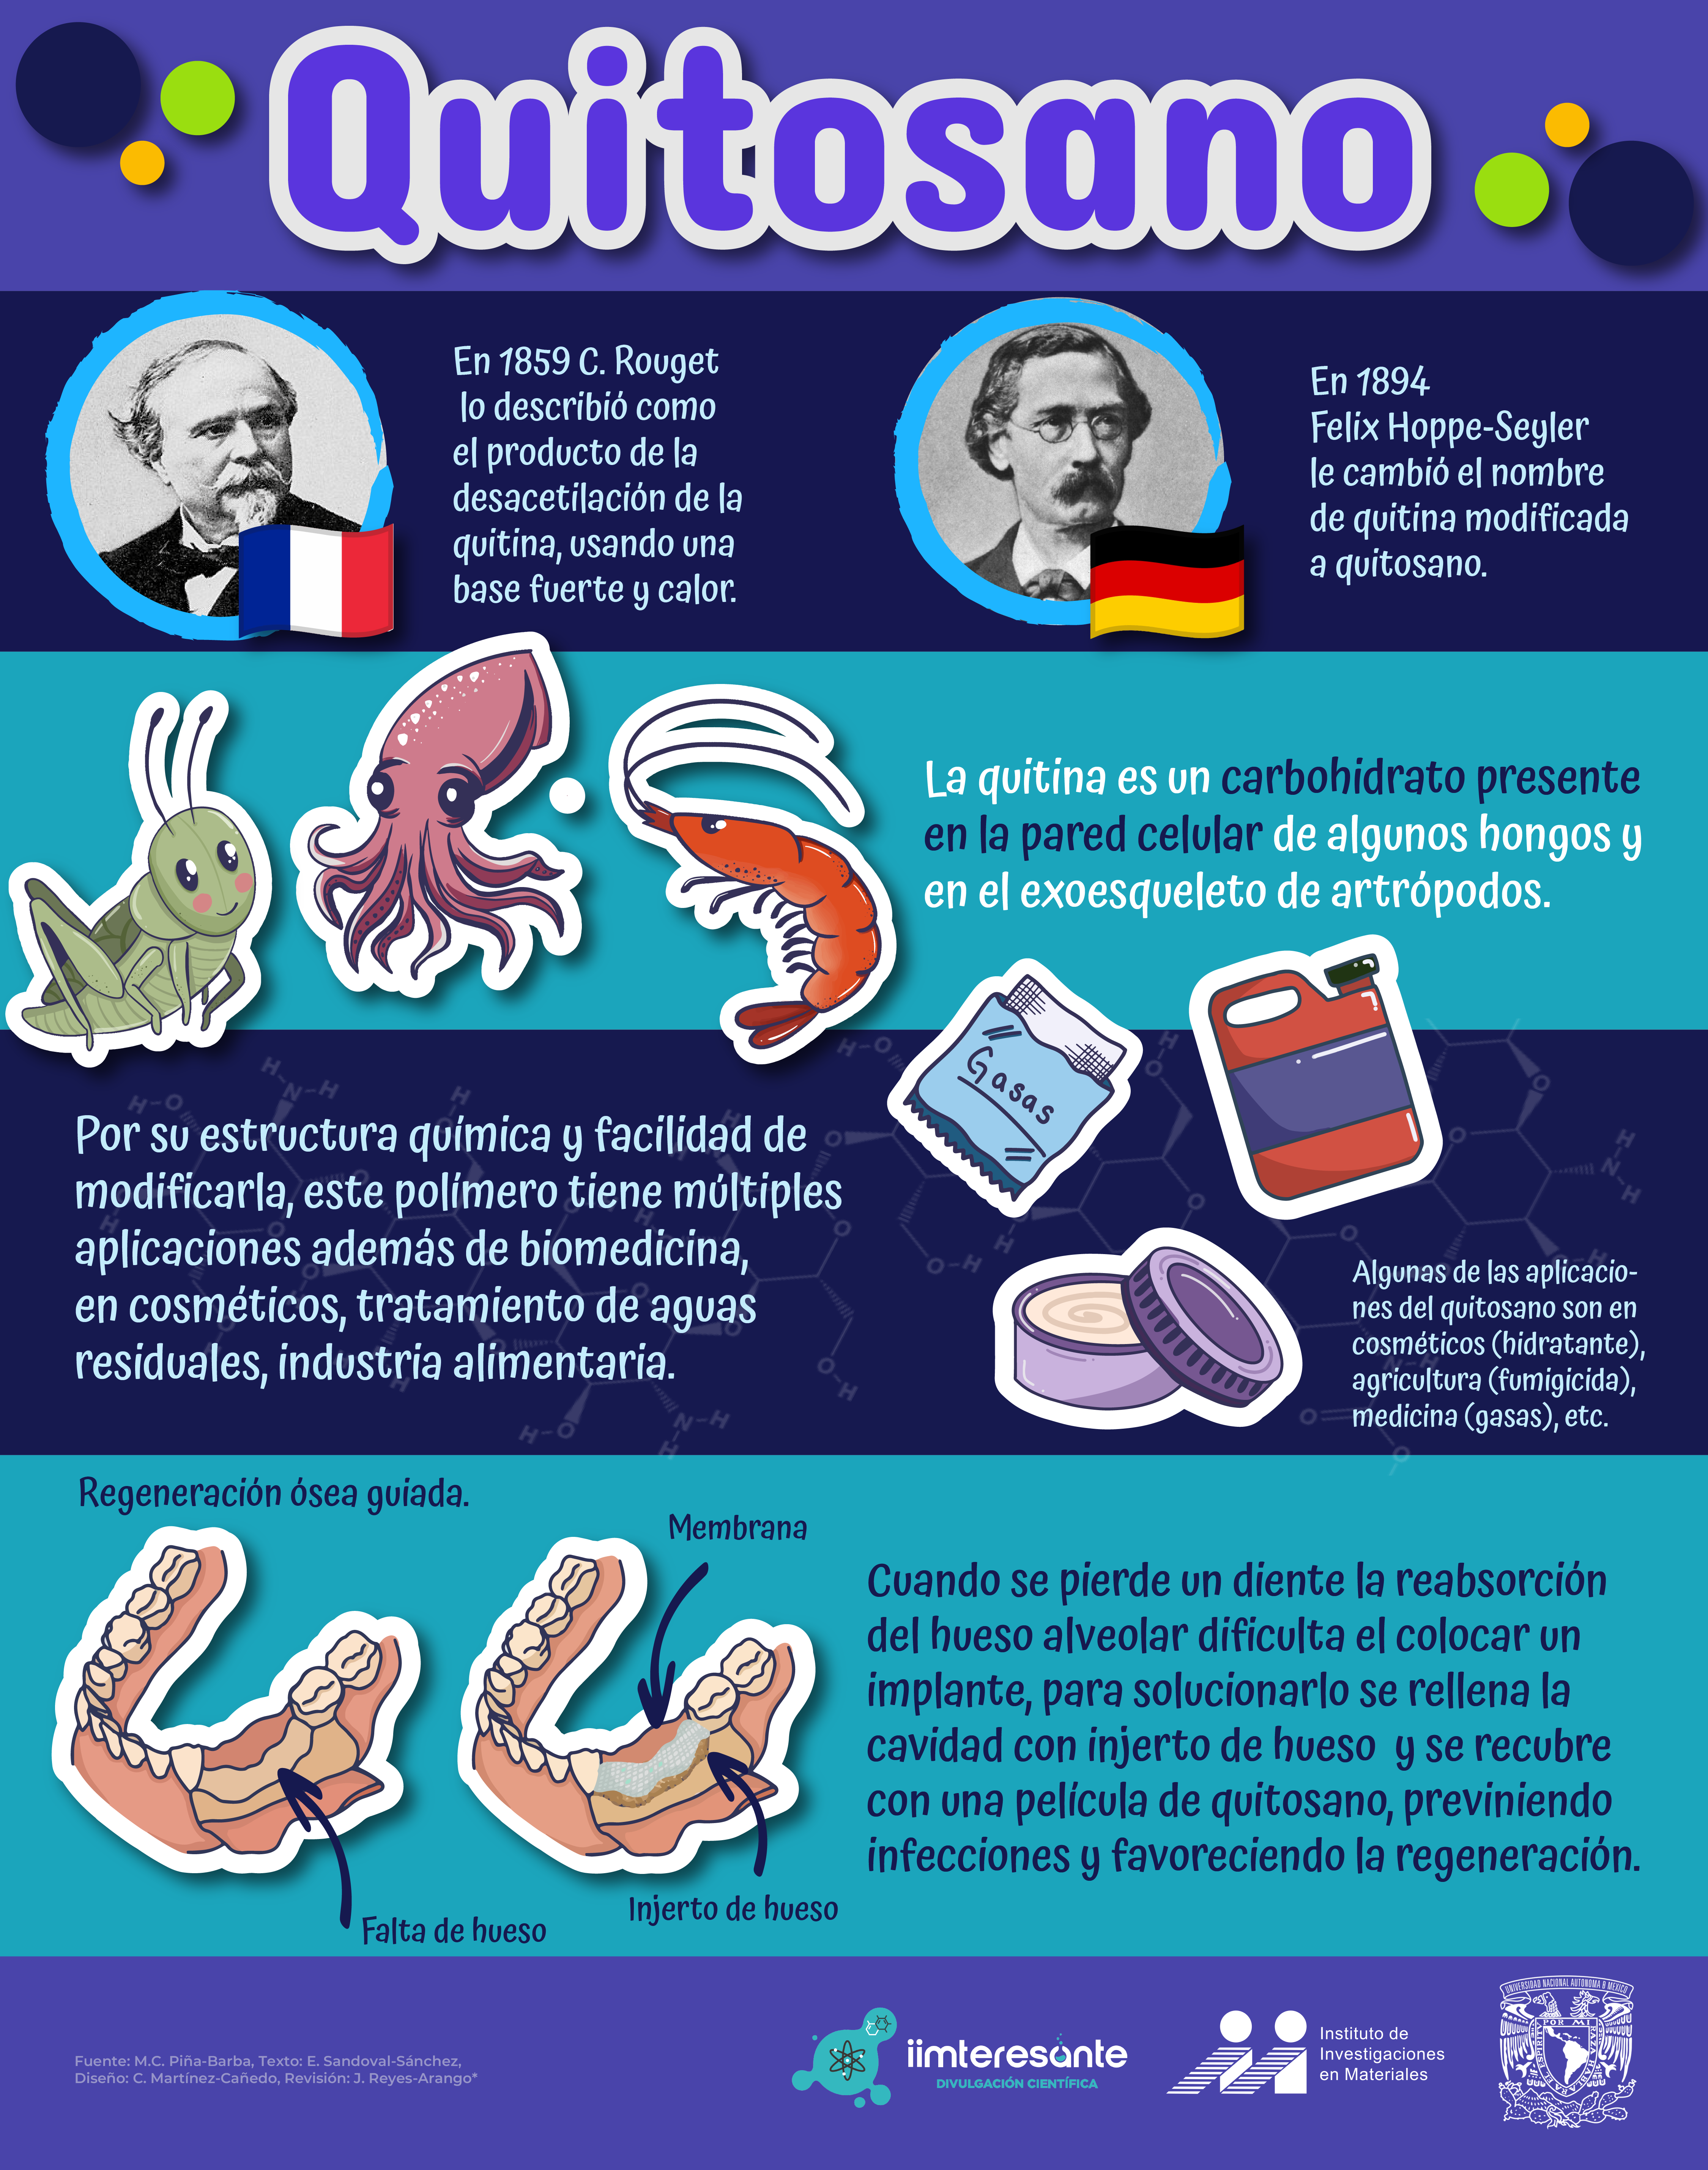 Quitosano
En 1859 C. Rouget
lo describió como
el producto de la
desacetilación de la
quitina, usando una
base fuerte y calor.
En 1894
Felix Hoppe-Seyler
le cambió el nombre
de quitina modificada
a quitosano.
La quitina es un carbohidrato presente
en la pared celular de algunos hongos y
en el exoesqueleto de artrópodos.
Gasas
Por su estructura química y facilidad de
modificarla, este polímero tiene múltiples
aplicaciones además de biomedicina,
en cosméticos, tratamiento de aguas
residuales, industria alimentaria.
Algunas de las aplicacio-
nes del quitosano son en
cosméticos (hidratante),
agricultura (fumigicida),
medicina (gasas), etc.
Regeneración ósea guiada.
Membrana
Falta de hueso
Injerto de hueso
Cuando se pierde un diente la reabsorción
del hueso alveolar dificulta el colocar un
implante, para solucionarlo se rellena la
cavidad con injerto de hueso y se recubre
con una película de quitosano, previniendo
infecciones y favoreciendo la regeneración.
Fuente: M.C. Piña-Barba, Texto: E. Sandoval-Sánchez,
Diseño: C. Martínez-Cañedo, Revisión: J. Reyes-Arango*
iimteresante
DIVULGACIÓN CIENTÍFICA
Instituto de
Investigaciones
en Materiales
UNIVERSIDAD NACIONAL AUTONOMA D MEXICO
POR MI RAZA HABLARA EL ESPIRITU